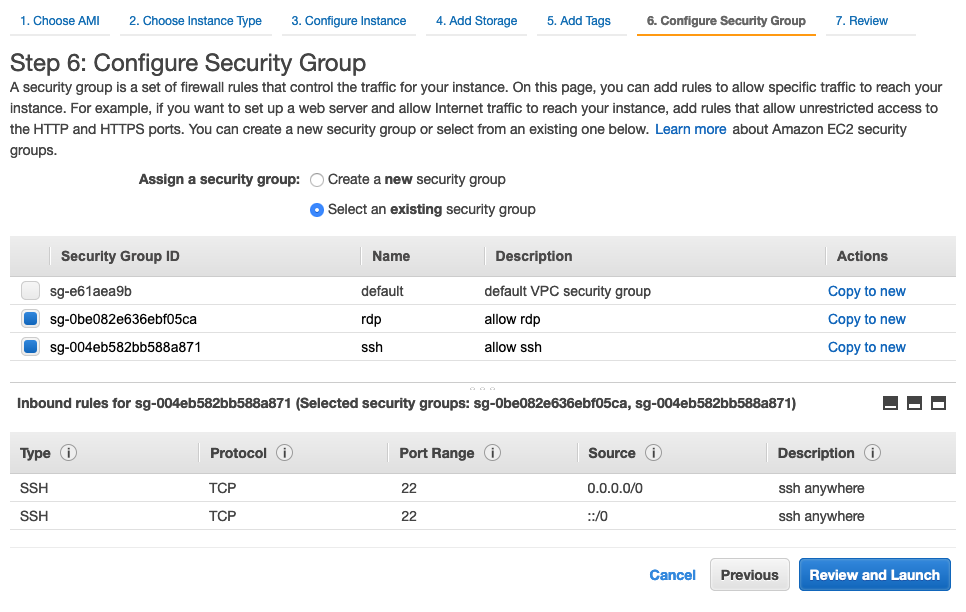 1. Choose AMI 2. Choose Instance Type 3. Configure Instance 4. Add Storage 5. Add Tags 6. Configure Security Group 7. Review
Step 6: Configure Security Group
A security group is a set of firewall rules that control the traffic for your instance. On this page, you can add rules to allow specific traffic to reach your
instance. For example, if you want to set up a web server and allow Internet traffic to reach your instance, add rules that allow unrestricted access to
the HTTP and HTTPS ports. You can create a new security group or select from an existing one below. Learn more about Amazon EC2 security
groups.
Assign a security group: Create a new security group
Select an existing security group
Security Group ID Name Description Actions
sg-e61aea9b default default VPC security group Copy to new
sg-0be082e636ebf05ca rdp allow rdp Copy to new
sg-004eb582bb588a871 ssh allow ssh Copy to new
Inbound rules for sg-004eb582bb588a871 (Selected security groups: sg-0be082e636ebf05ca, sg-004eb582bb588a871)
Type i Protocol i Port Range i Source i Description i
SSH TCP 22 0.0.0.0/0 ssh anywhere
SSH TCP 22 ::/0 ssh anywhere
Cancel Previous Review and Launch